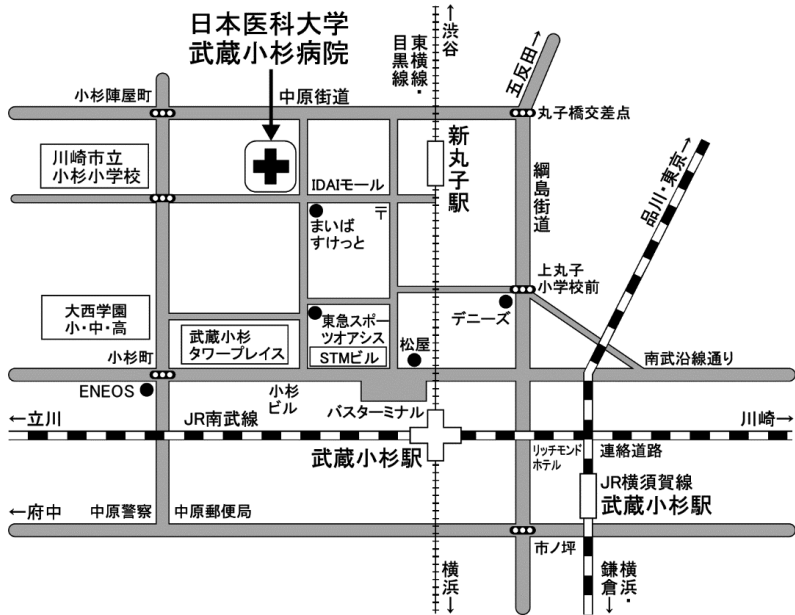 日本医科大学
武蔵小杉病院
←渋谷
東横線・
目黒線
五反田→
小杉陣屋町
中原街道
丸子橋交差点
川崎市立
小杉小学校
新丸子駅
綱島街道
品川・東京→
IDAIモール
〒
まいば
すけっと
上丸子
小学校前
大西学園
小・中・高
デニーズ
武蔵小杉
タワープレイス
東急スポー
ツオアシス
STMビル
松屋
小杉町
南武沿線通り
ENEOS
小杉
ビル
バスターミナル
←立川
JR南武線
川崎→
武蔵小杉駅
リッチモンド
ホテル
連絡道路
JR横須賀線
武蔵小杉駅
←府中
中原警察
中原郵便局
市ノ坪
横浜→
横浜・
鎌倉→